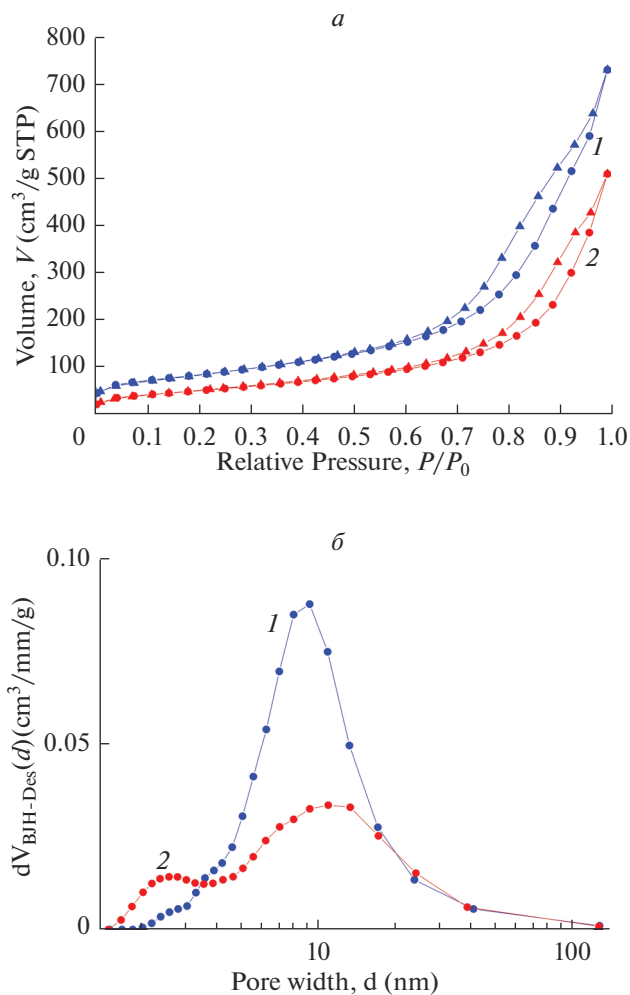 а
800
700
600
500
400
300
200
100
0
0.1 0.2 0.3 0.4 0.5 0.6 0.7 0.8 0.9 1.0
Volume, V (cm³/g STP)
Relative Pressure, P/P₀
1
2
б
0.10
0.05
0
10 100
dV_BJH-Des(d)(cm³/mm/g)
Pore width, d (nm)
1
2